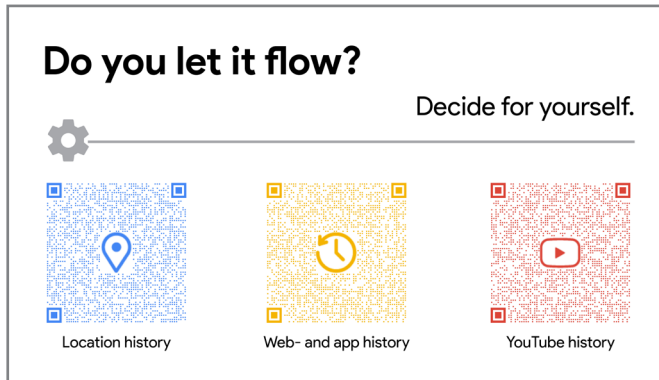 Do you let it flow?
Decide for yourself.
Location history
Web- and app history
YouTube history